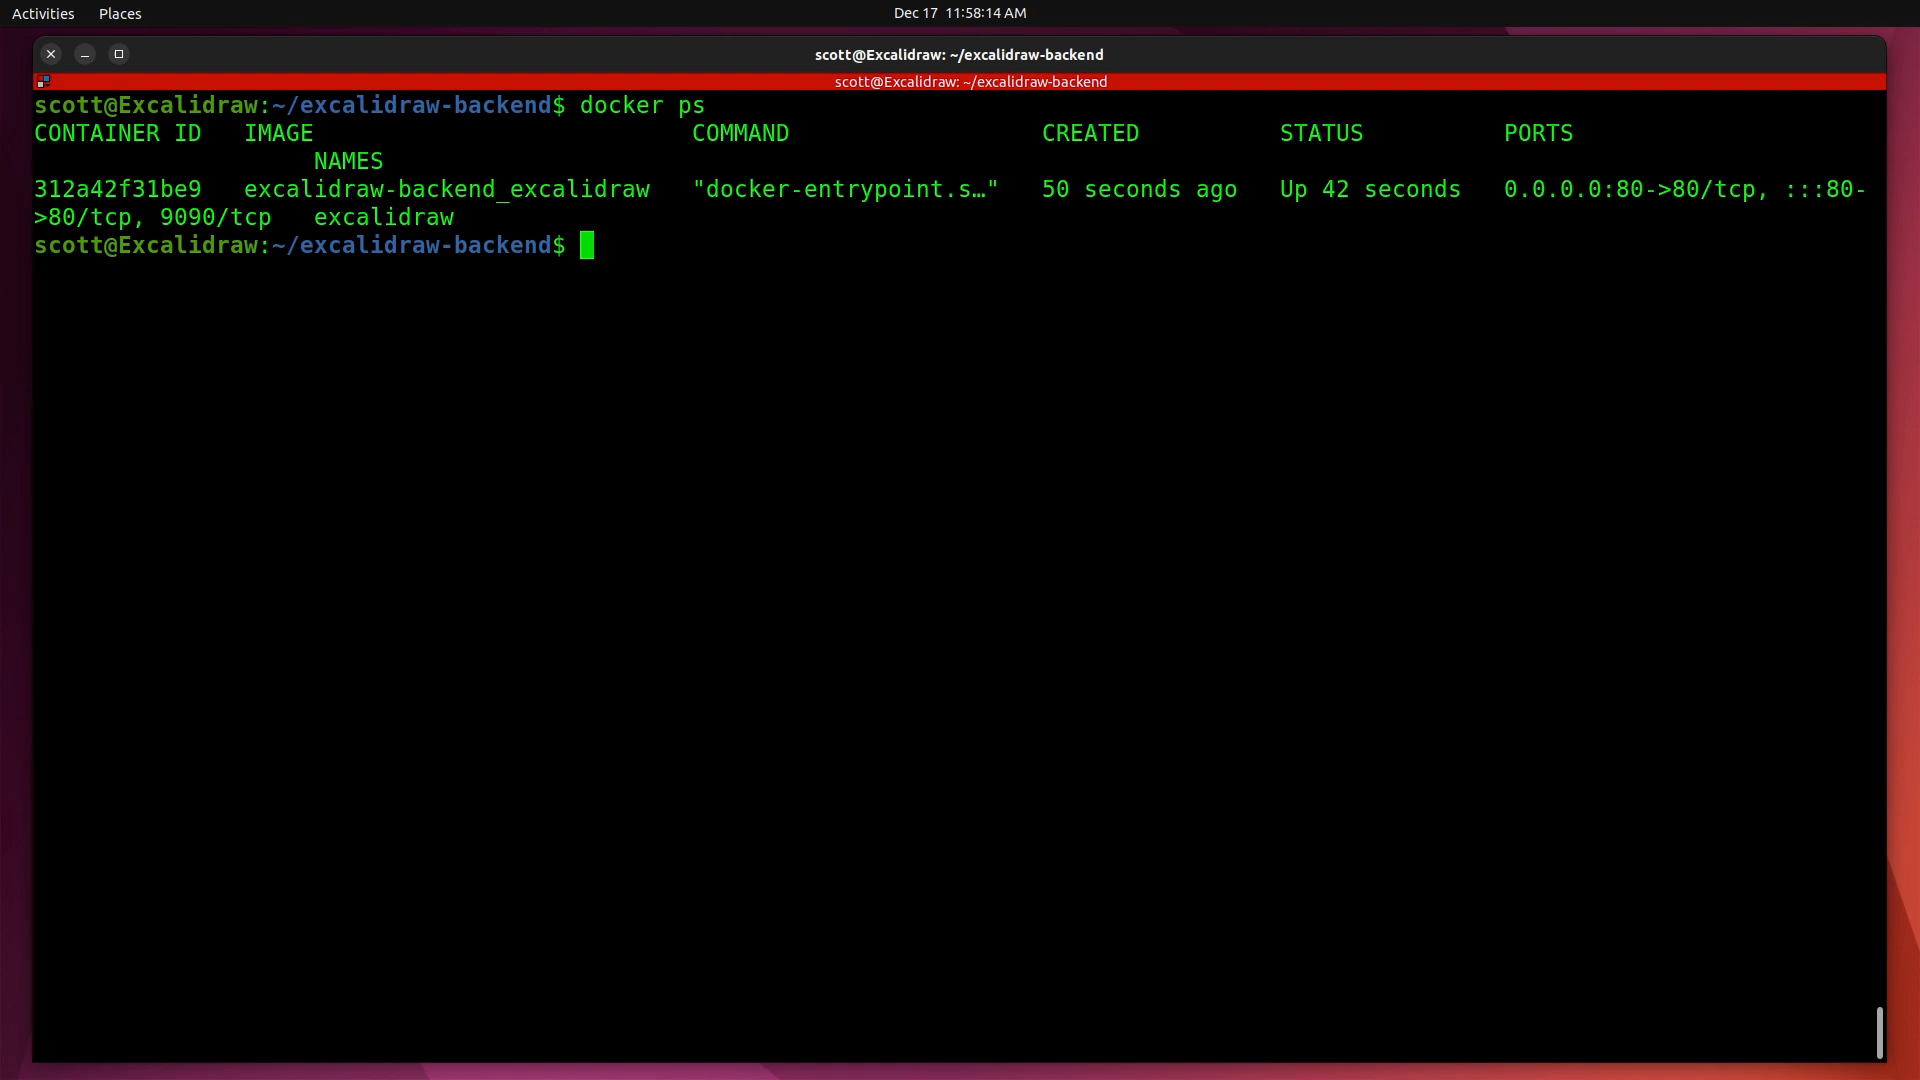 Activities Places Dec 17 11:58:14 AM
scott@Excalidraw: ~/excalidraw-backend
scott@Excalidraw: ~/excalidraw-backend
scott@Excalidraw:~/excalidraw-backend$ docker ps
CONTAINER ID   IMAGE                           COMMAND                  CREATED          STATUS          PORTS
                    NAMES
312a42f31be9   excalidraw-backend_excalidraw   "docker-entrypoint.s…"   50 seconds ago   Up 42 seconds   0.0.0.0:80->80/tcp, :::80-
>80/tcp, 9090/tcp   excalidraw
scott@Excalidraw:~/excalidraw-backend$